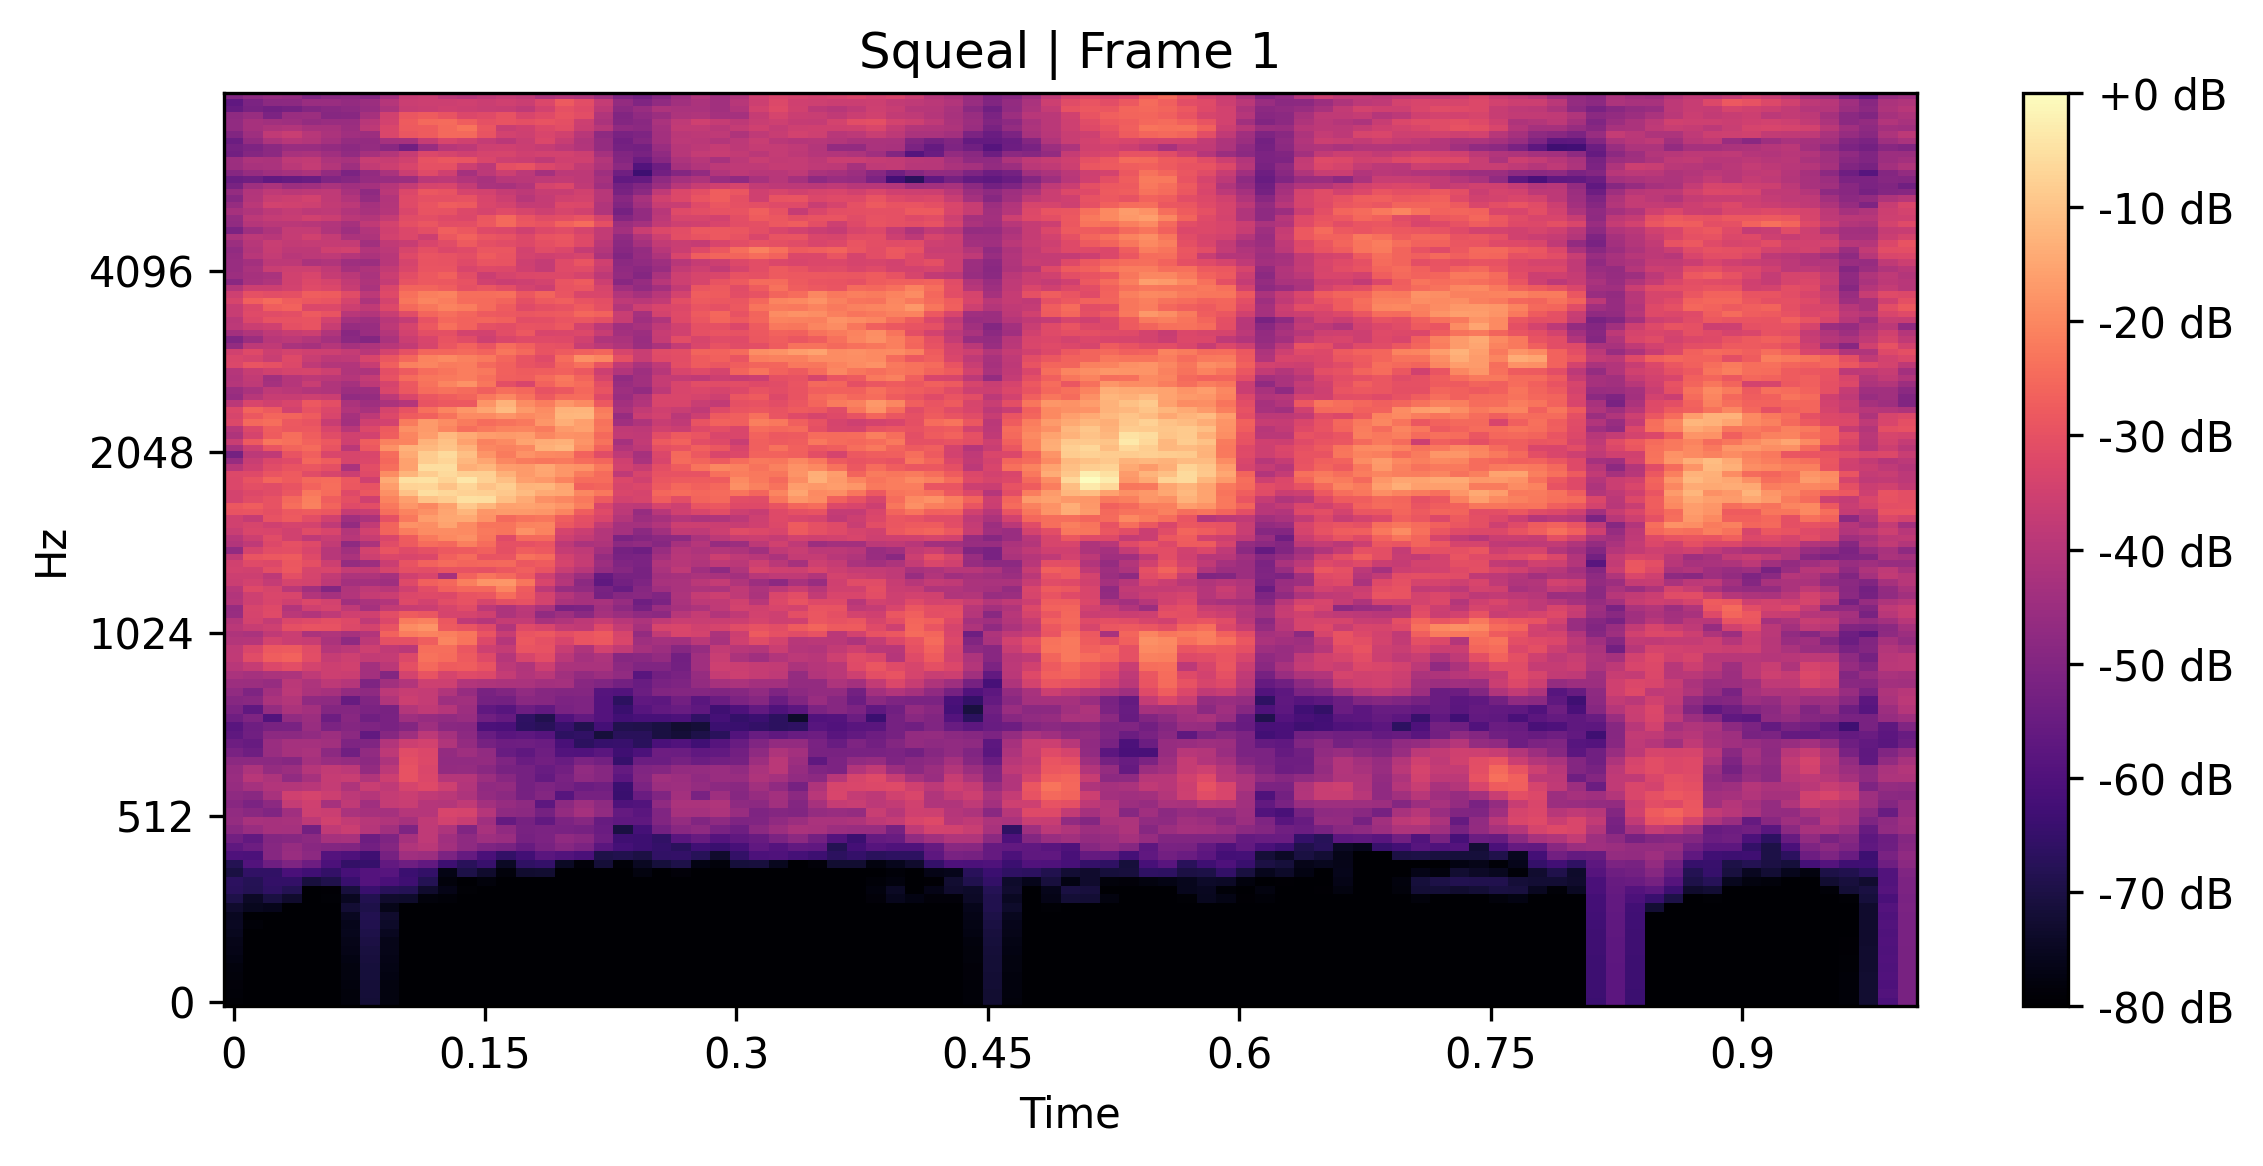 Squeal | Frame 1
+0 dB
-10 dB
-20 dB
-30 dB
-40 dB
-50 dB
-60 dB
-70 dB
-80 dB
4096
2048
1024
512
0
Hz
0 0.15 0.3 0.45 0.6 0.75 0.9
Time